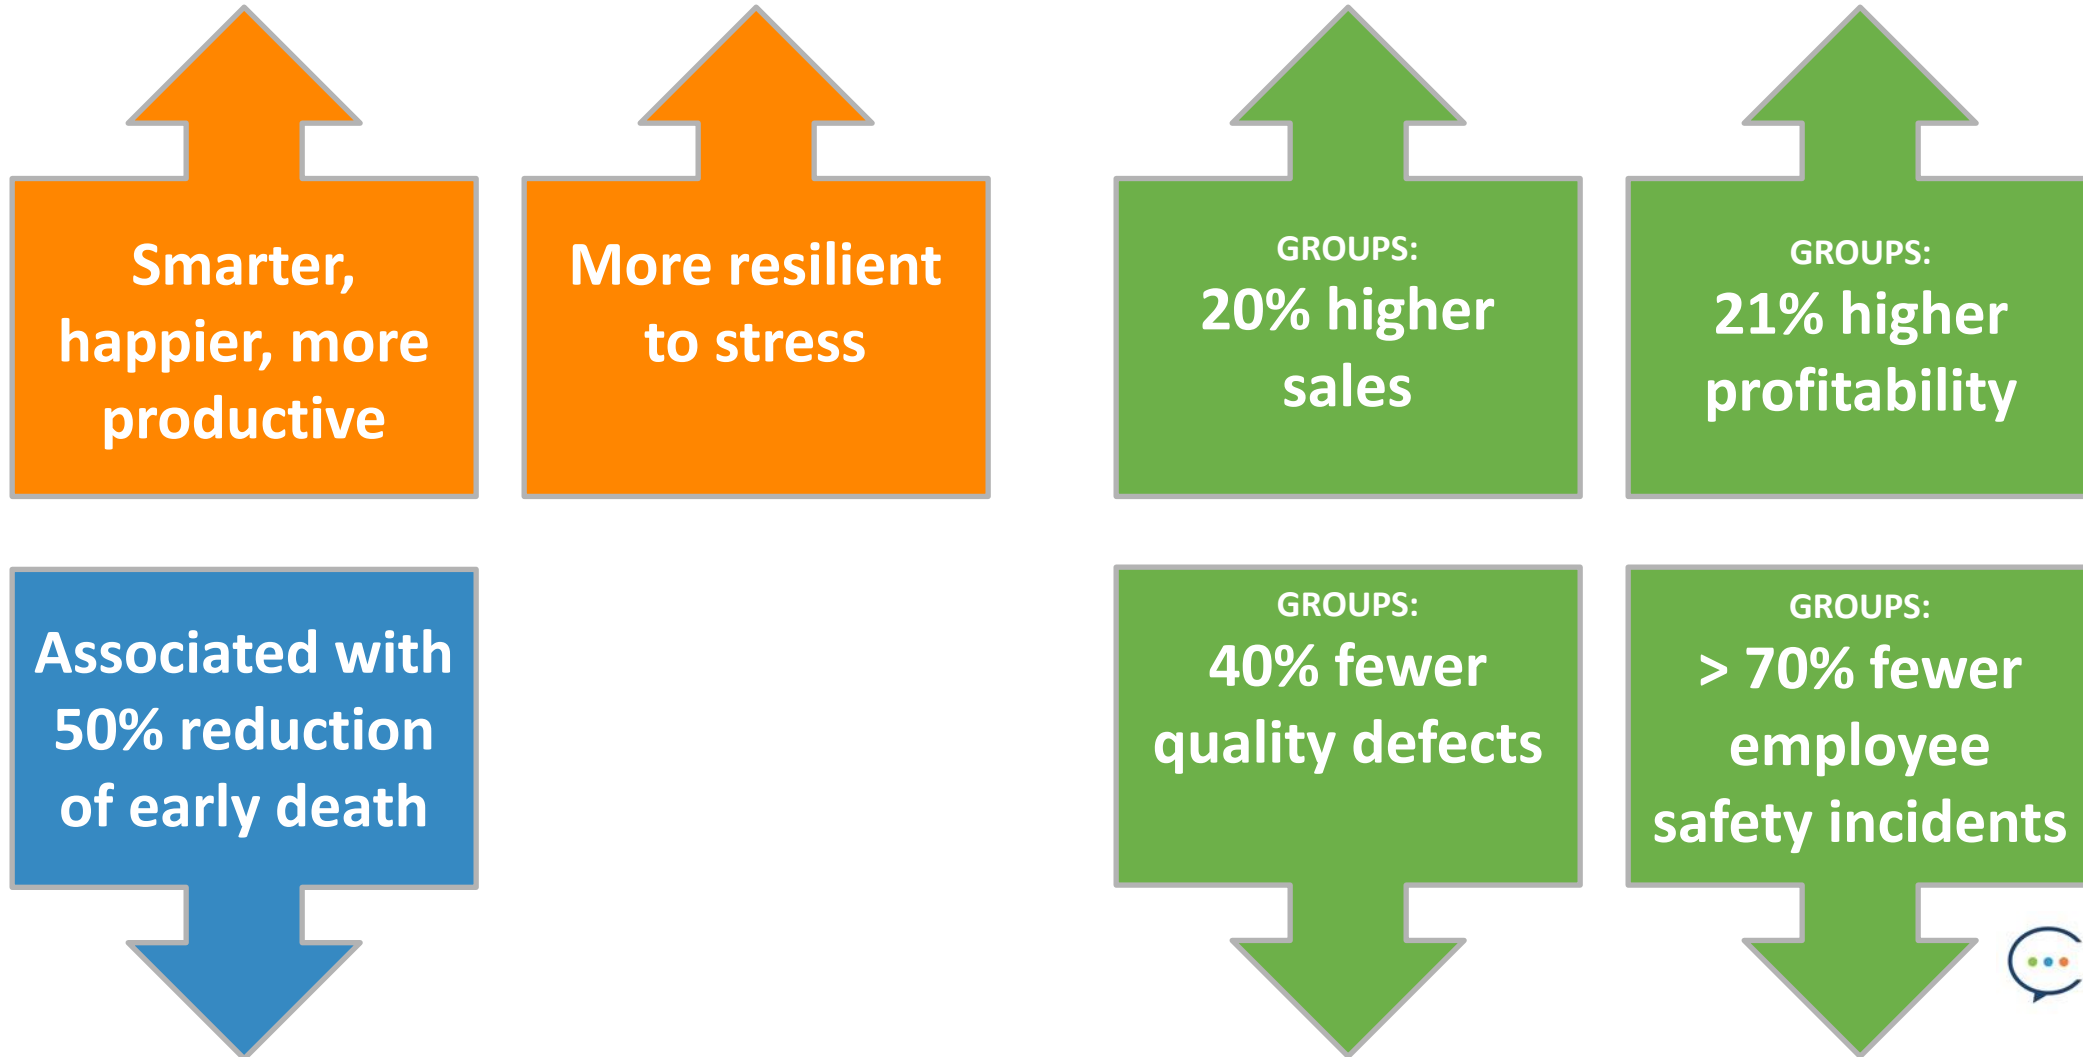 Smarter,
happier, more
productive
More resilient
to stress
GROUPS:
20% higher
sales
GROUPS:
21% higher
profitability
Associated with
50% reduction
of early death
GROUPS:
40% fewer
quality defects
GROUPS:
> 70% fewer
employee
safety incidents